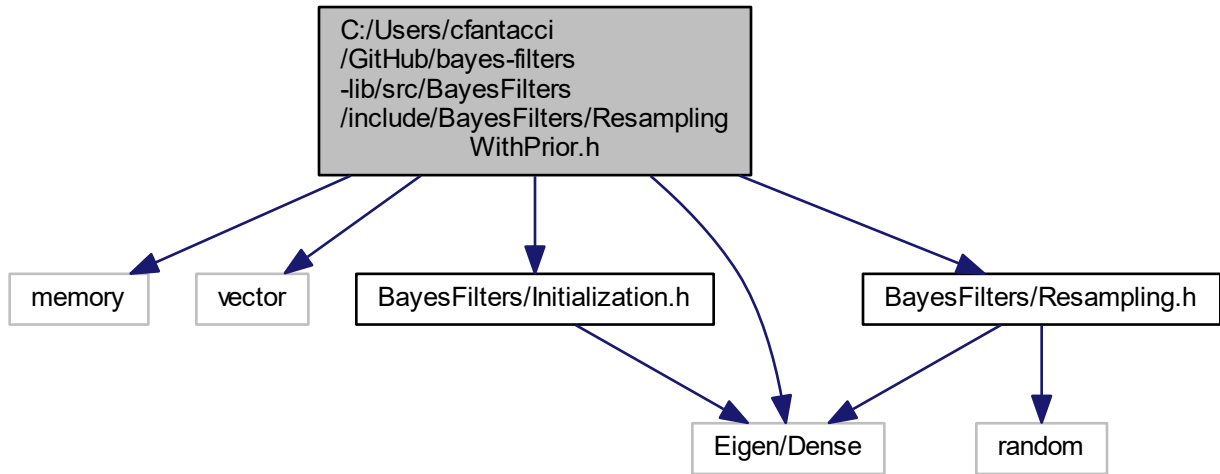 C:/Users/cfantacci
/GitHub/bayes-filters
-lib/src/BayesFilters
/include/BayesFilters/Resampling
WithPrior.h
memory
vector
BayesFilters/Initialization.h
BayesFilters/Resampling.h
Eigen/Dense
random